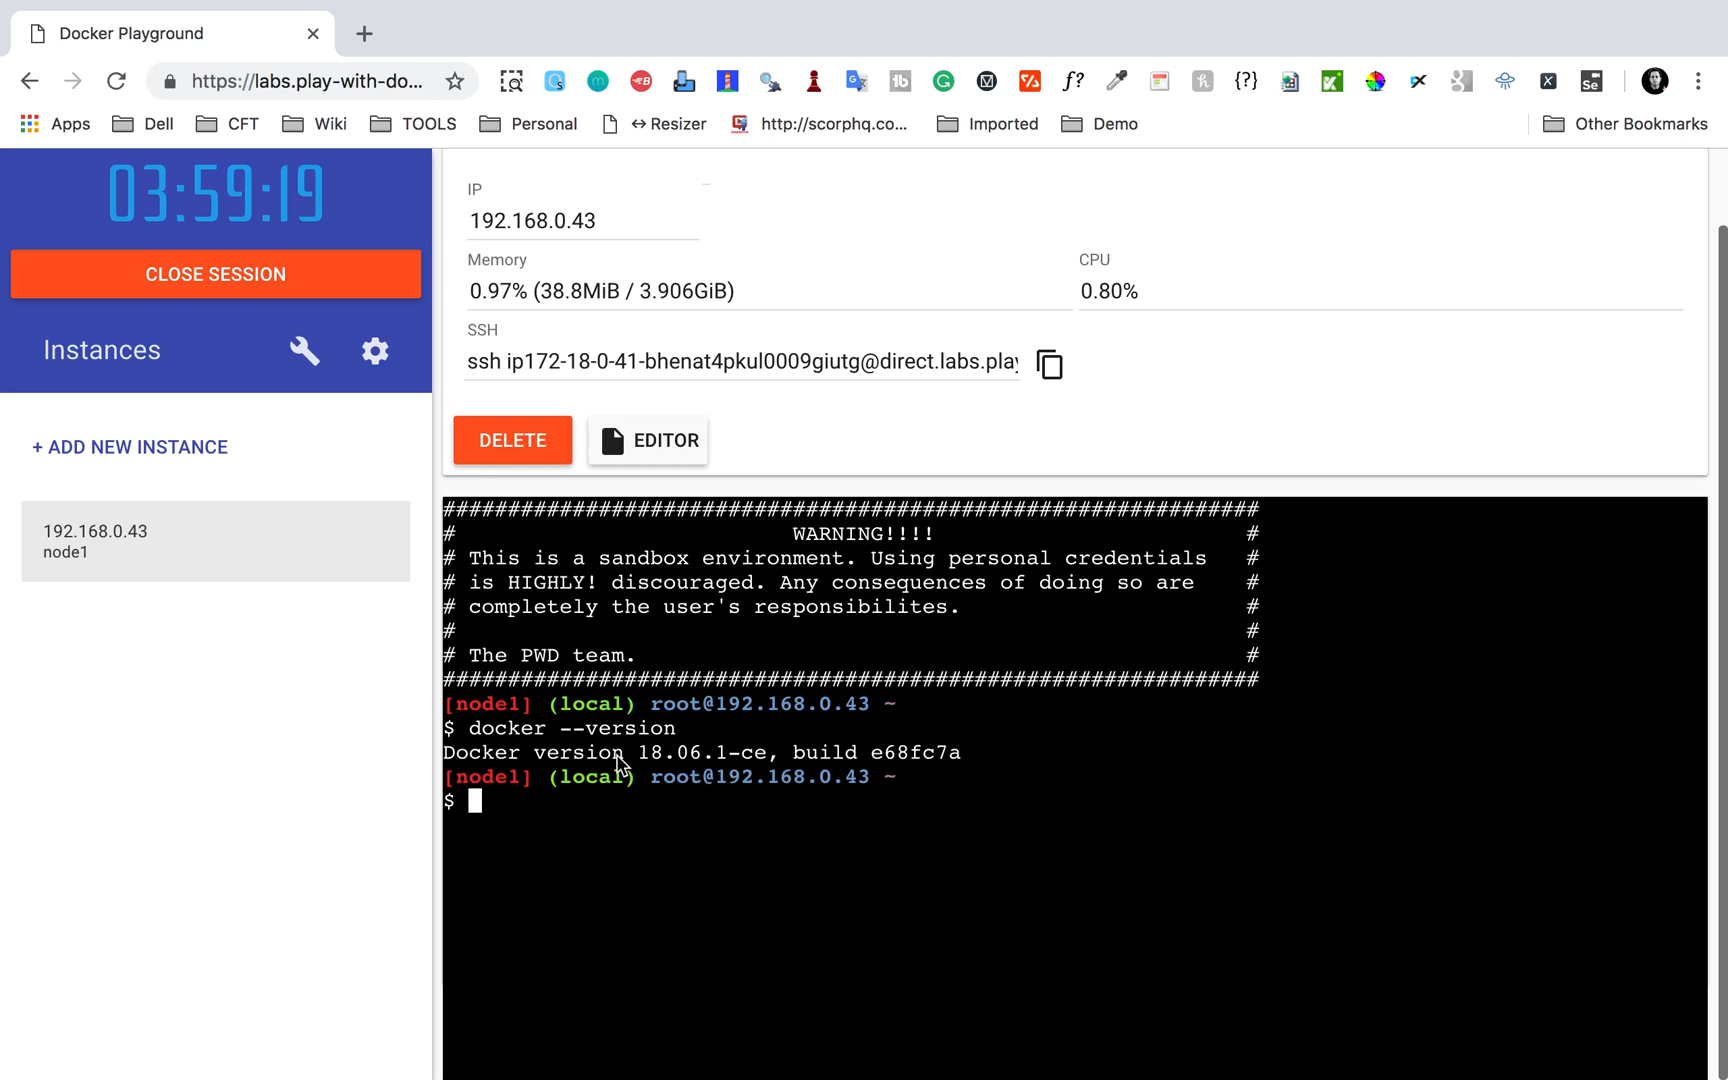 Docker Playground
https://labs.play-with-do...
Apps Dell CFT Wiki TOOLS Personal ↔Resizer http://scorphq.co... Imported Demo Other Bookmarks
03:59:19
CLOSE SESSION
Instances
+ ADD NEW INSTANCE
192.168.0.43
node1
IP
192.168.0.43
Memory
0.97% (38.8MiB / 3.906GiB)
CPU
0.80%
SSH
ssh ip172-18-0-41-bhenat4pkul0009giutg@direct.labs.play
DELETE
EDITOR
###############################################################
# WARNING!!!! #
# This is a sandbox environment. Using personal credentials #
# is HIGHLY! discouraged. Any consequences of doing so are #
# completely the user's responsibilites. #
# #
# The PWD team. #
###############################################################
[node1] (local) root@192.168.0.43 ~
$ docker --version
Docker version 18.06.1-ce, build e68fc7a
[node1] (local) root@192.168.0.43 ~
$